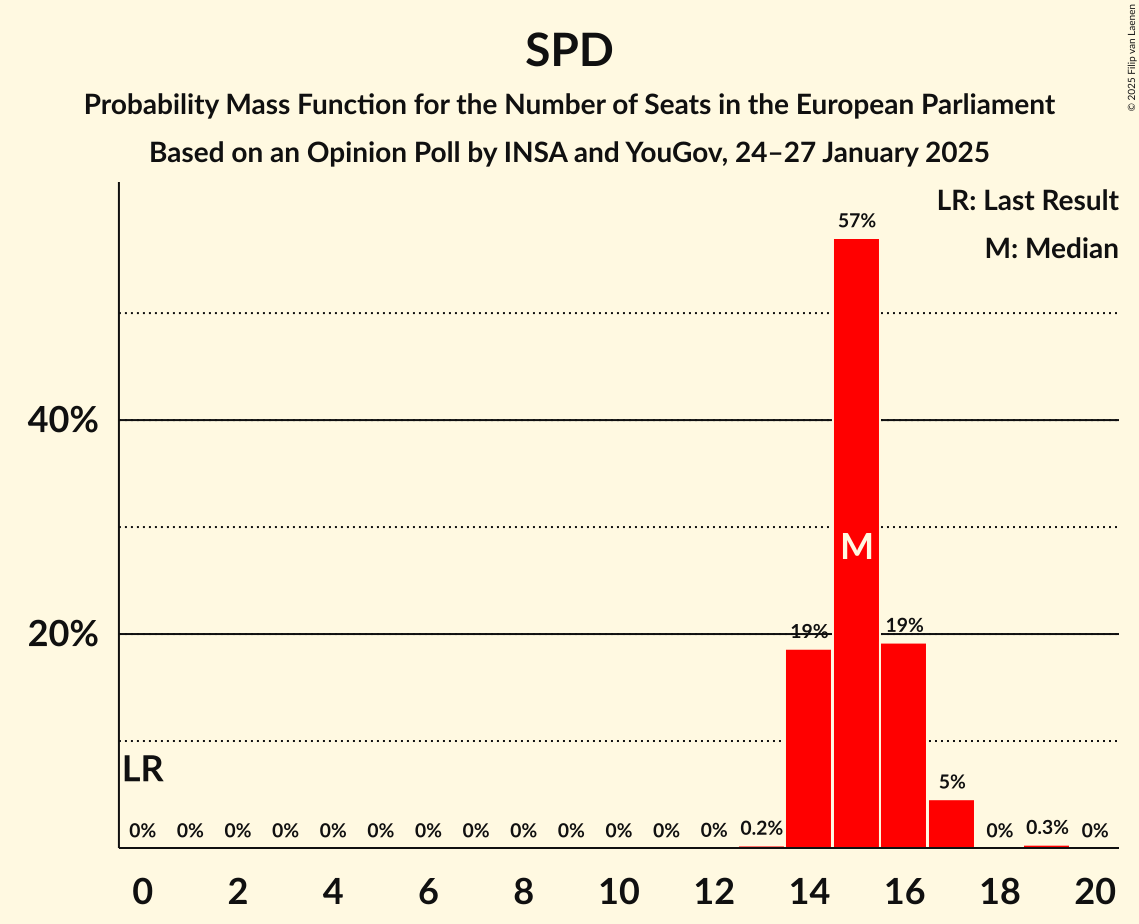 SPD
Probability Mass Function for the Number of Seats in the European Parliament
Based on an Opinion Poll by INSA and YouGov, 24–27 January 2025
© 2025 Filip van Laenen
LR: Last Result
M: Median
57%
40%
M
20%
19%
19%
LR
5%
0% 0% 0% 0% 0% 0% 0% 0% 0% 0% 0% 0% 0% 0.2% 0% 0.3% 0%
0 2 4 6 8 10 12 14 16 18 20